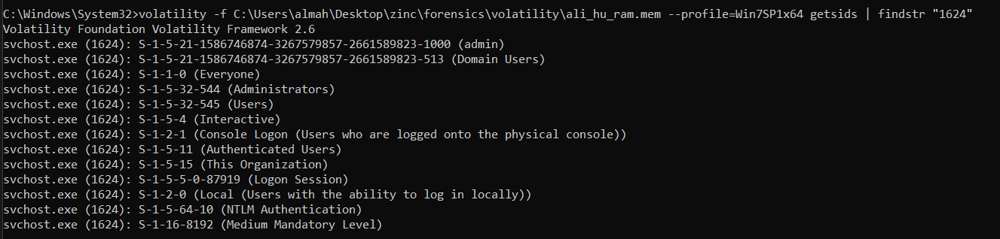 C:\Windows\System32>volatility -f C:\Users\almah\Desktop\zinc\forensics\volatility\ali_hu_ram.mem --profile=Win7SP1x64 getsids | findstr "1624"
Volatility Foundation Volatility Framework 2.6
svchost.exe (1624): S-1-5-21-1586746874-3267579857-2661589823-1000 (admin)
svchost.exe (1624): S-1-5-21-1586746874-3267579857-2661589823-513 (Domain Users)
svchost.exe (1624): S-1-1-0 (Everyone)
svchost.exe (1624): S-1-5-32-544 (Administrators)
svchost.exe (1624): S-1-5-32-545 (Users)
svchost.exe (1624): S-1-5-4 (Interactive)
svchost.exe (1624): S-1-2-1 (Console Logon (Users who are logged onto the physical console))
svchost.exe (1624): S-1-5-11 (Authenticated Users)
svchost.exe (1624): S-1-5-15 (This Organization)
svchost.exe (1624): S-1-5-5-0-87919 (Logon Session)
svchost.exe (1624): S-1-2-0 (Local (Users with the ability to log in locally))
svchost.exe (1624): S-1-5-64-10 (NTLM Authentication)
svchost.exe (1624): S-1-16-8192 (Medium Mandatory Level)